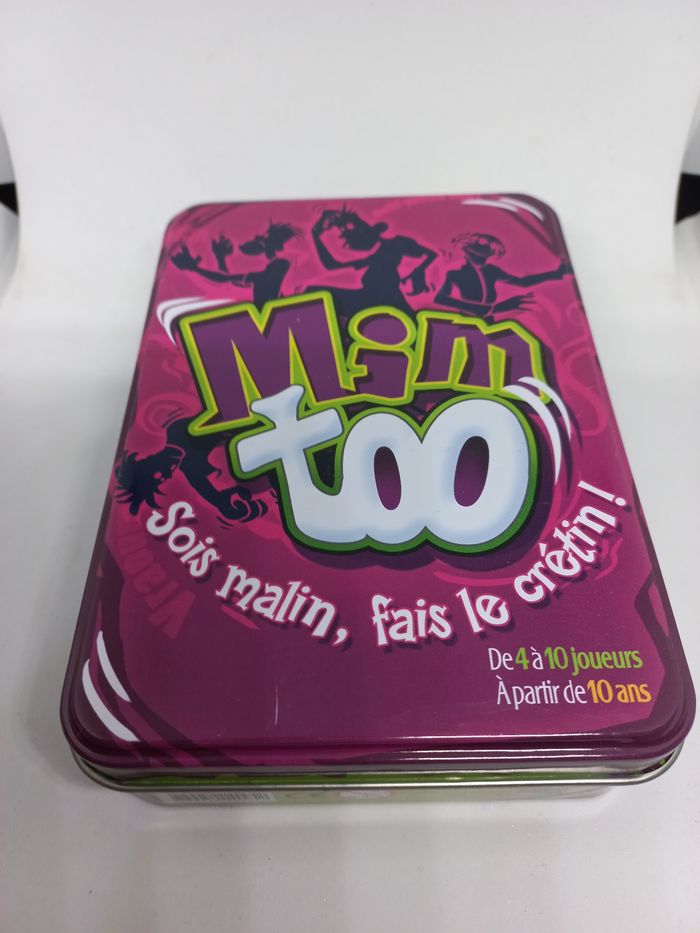 Mim
too
Sois malin, fais le crétin !
De 4 à 10 joueurs
À partir de 10 ans